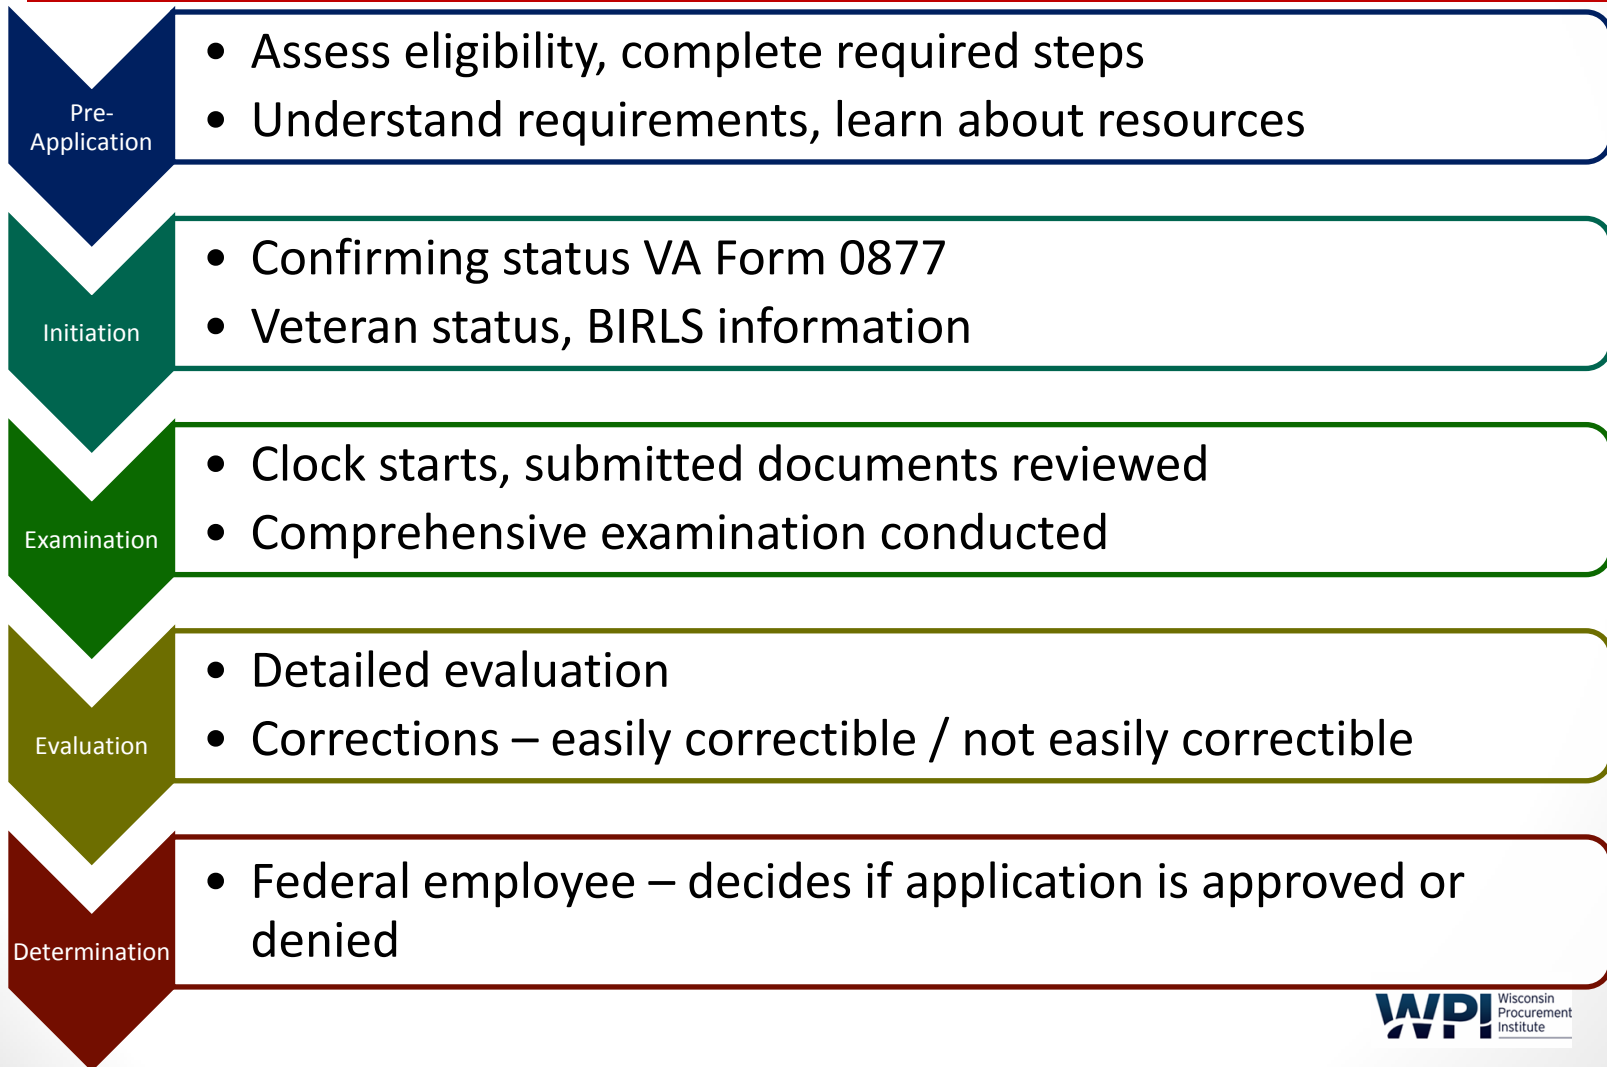 Pre-
Application
• Assess eligibility, complete required steps
• Understand requirements, learn about resources
Initiation
• Confirming status VA Form 0877
• Veteran status, BIRLS information
Examination
• Clock starts, submitted documents reviewed
• Comprehensive examination conducted
Evaluation
• Detailed evaluation
• Corrections – easily correctible / not easily correctible
Determination
• Federal employee – decides if application is approved or
denied
WPI
Wisconsin
Procurement
Institute